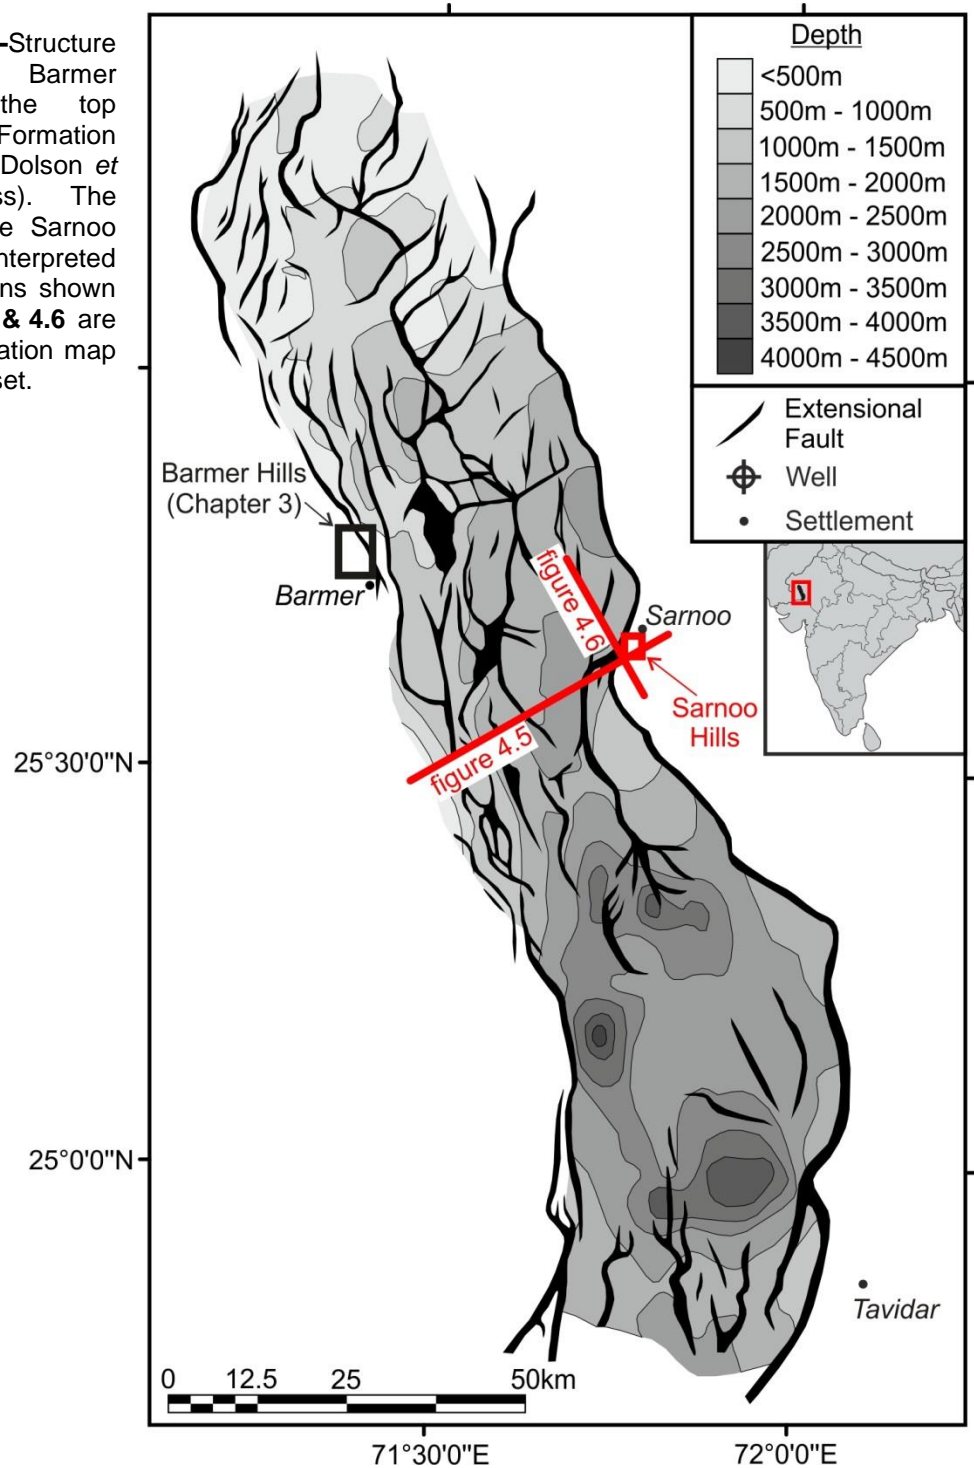 -Structure
Barmer
the top
Formation
Dolson et
ss). The
e Sarnoo
nterpreted
ns shown
& 4.6 are
ation map
set.
Depth
<500m
500m - 1000m
1000m - 1500m
1500m - 2000m
2000m - 2500m
2500m - 3000m
3000m - 3500m
3500m - 4000m
4000m - 4500m
Extensional
Fault
Well
Settlement
Barmer Hills
(Chapter 3)
Barmer
figure 4.6
Sarnoo
Sarnoo
Hills
figure 4.5
25°30'0"N
25°0'0"N
Tavidar
0 12.5 25 50km
71°30'0"E
72°0'0"E